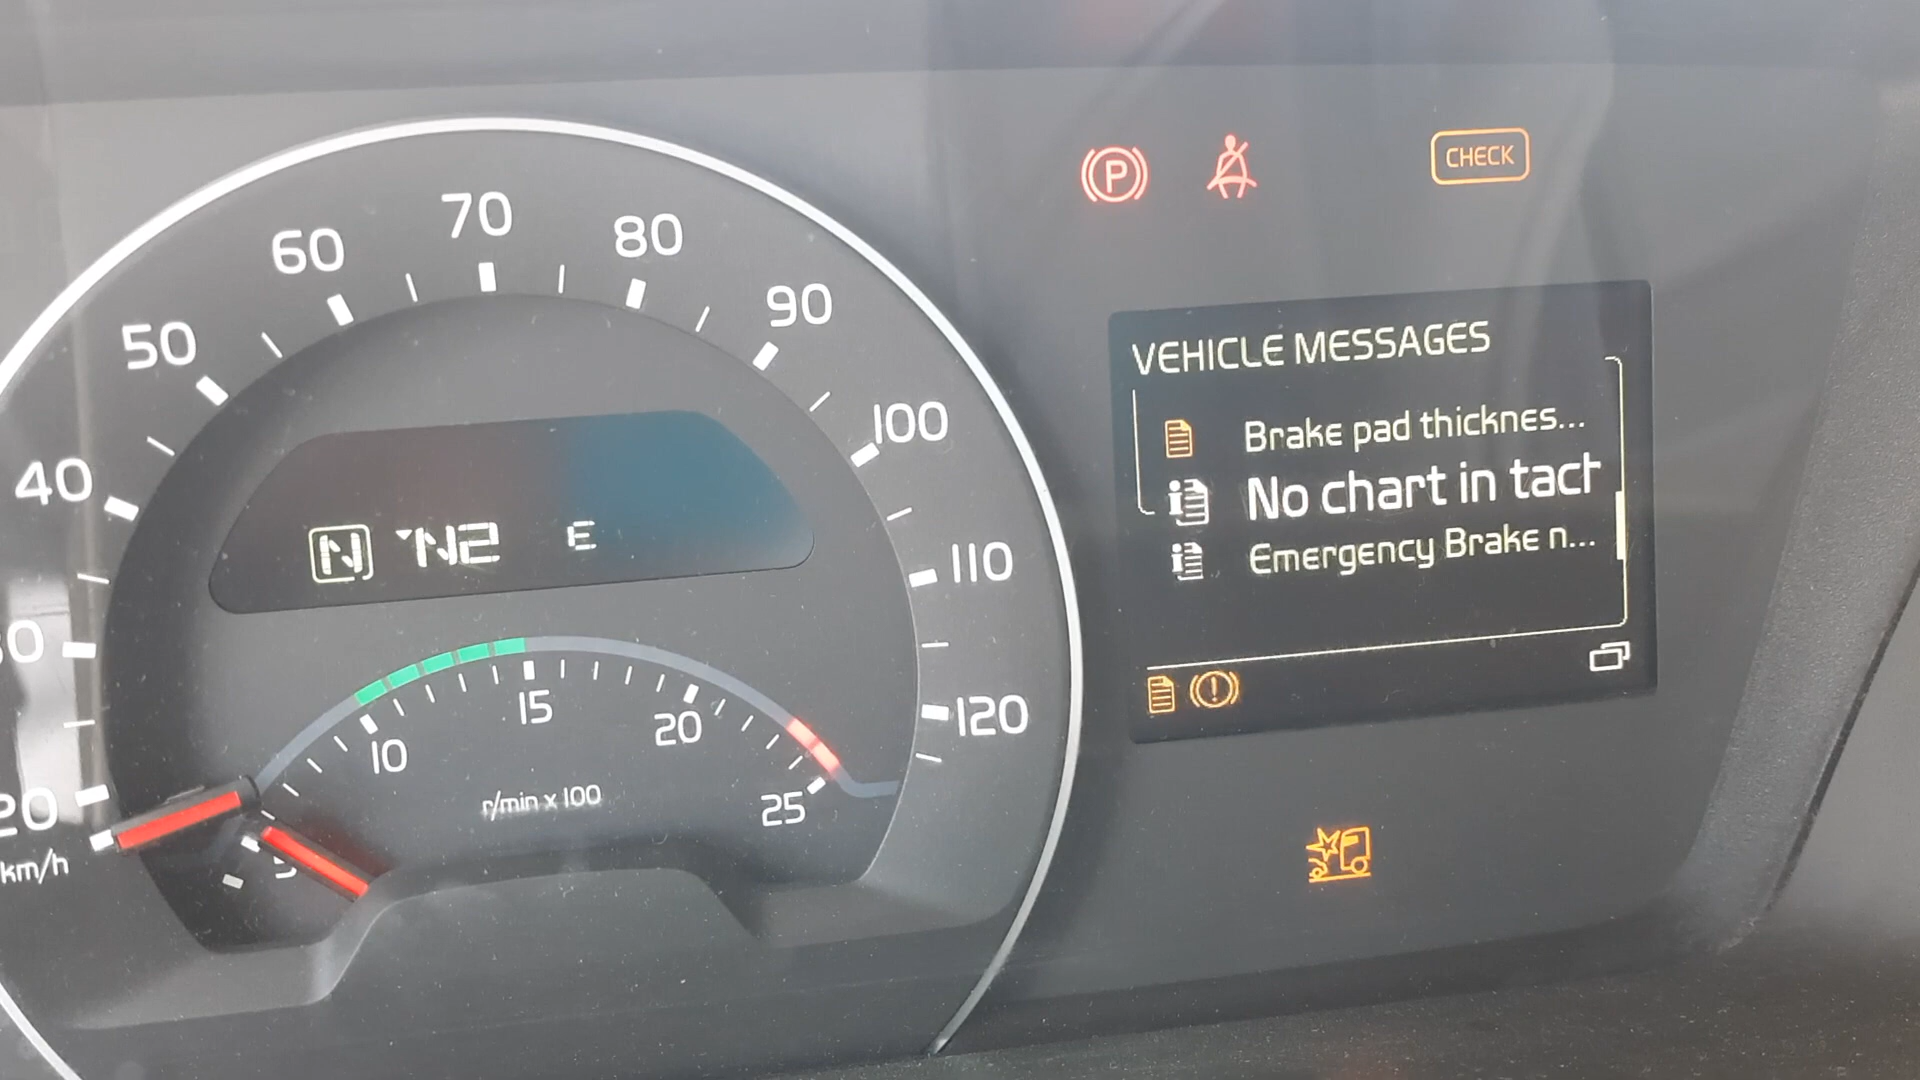 70
60
80
50
90
40
100
110
120
20
km/h
N
N2
E
10
15
20
25
r/min x 100
P
CHECK
VEHICLE MESSAGES
Brake pad thicknes...
No chart in tach
Emergency Brake n...